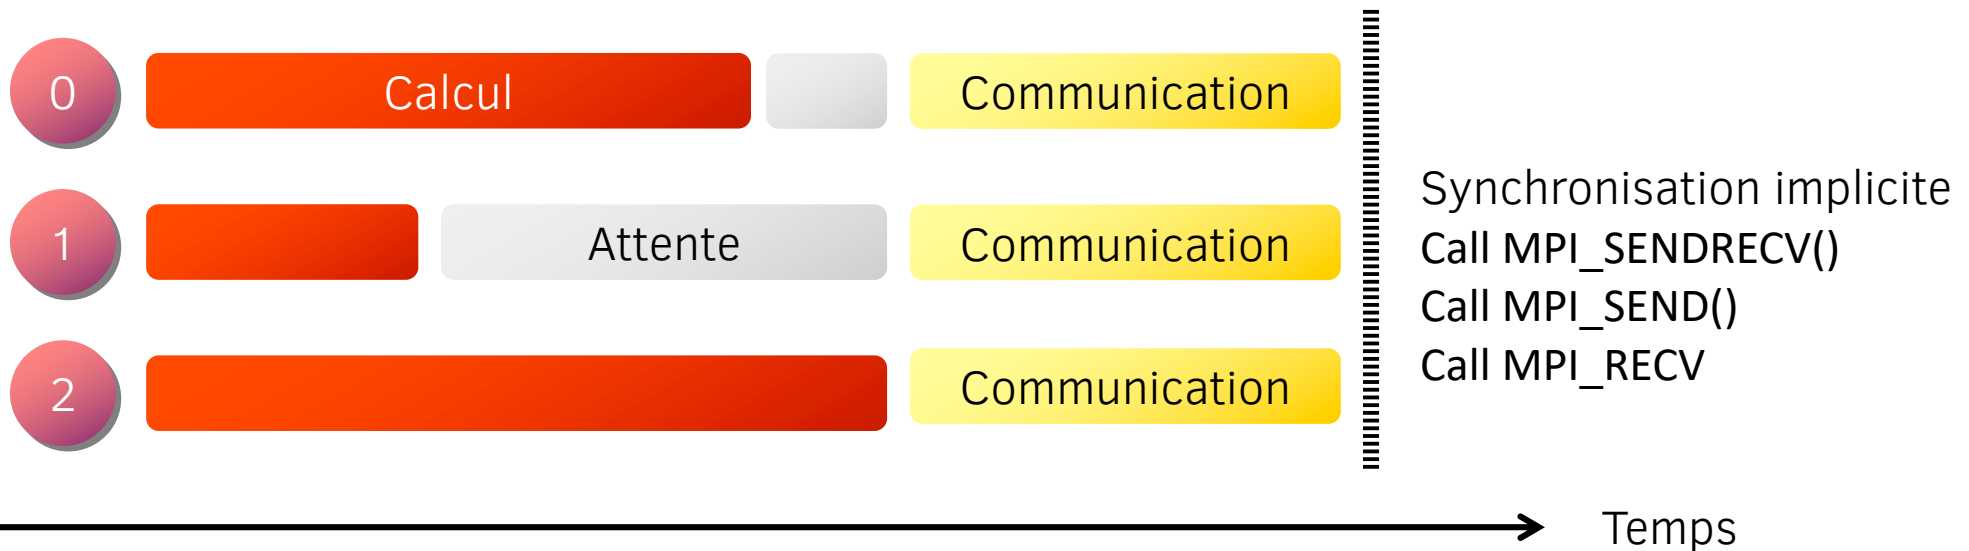 0 Calcul Communication
1 Attente Communication
2 Communication
Synchronisation implicite
Call MPI_SENDRECV()
Call MPI_SEND()
Call MPI_RECV
Temps